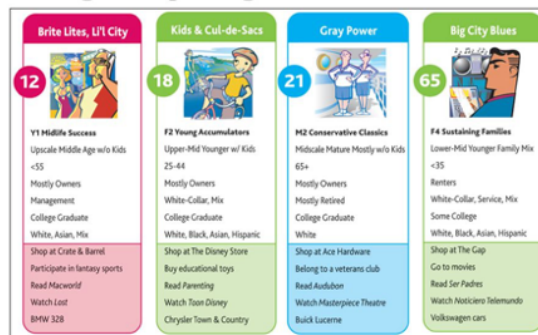 Brite Lites, Li'l City
12
Y1 Midlife Success
Upscale Middle Age w/o Kids
<55
Mostly Owners
Management
College Graduate
White, Asian, Mix
Shop at Crate & Barrel
Participate in fantasy sports
Read Macworld
Watch Lost
BMW 328
Kids & Cul-de-Sacs
18
F2 Young Accumulators
Upper-Mid Younger w/ Kids
25-44
Mostly Owners
White-Collar, Mix
College Graduate
White, Black, Asian, Hispanic
Shop at The Disney Store
Buy educational toys
Read Parenting
Watch Toon Disney
Chrysler Town & Country
Gray Power
21
M2 Conservative Classics
Midscale Mature Mostly w/o Kids
65+
Mostly Owners
Mostly Retired
College Graduate
White
Shop at Ace Hardware
Belong to a veterans club
Read Audubon
Watch Masterpiece Theatre
Buick Lucerne
Big City Blues
65
F4 Sustaining Families
Lower-Mid Younger Family Mix
<35
Renters
White-Collar, Service, Mix
Some College
White, Black, Asian, Hispanic
Shop at The Gap
Go to movies
Read Ser Padres
Watch Noticiero Telemundo
Volkswagen cars